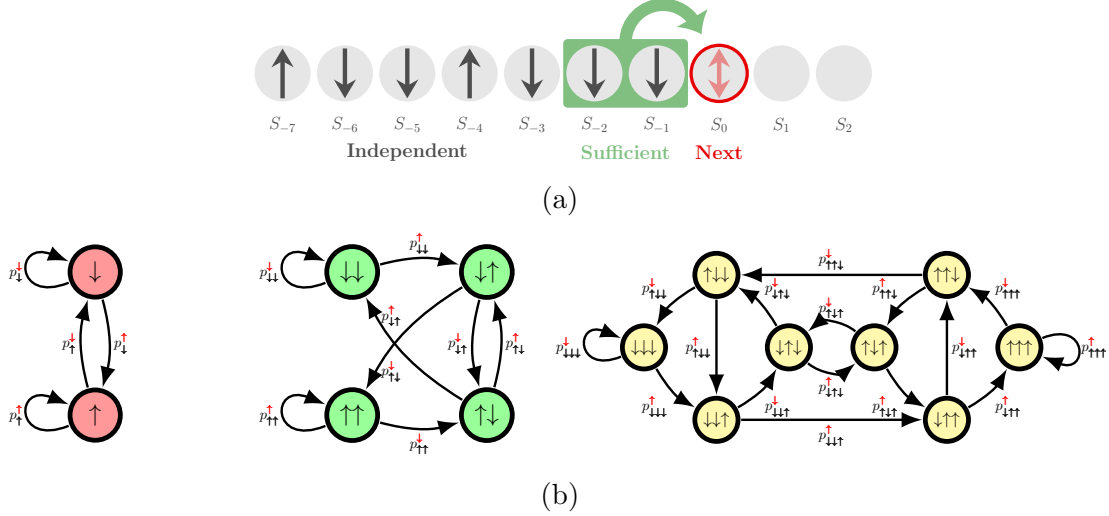 S₋₇ S₋₆ S₋₅ S₋₄ S₋₃ S₋₂ S₋₁ S₀ S₁ S₂
Independent Sufficient Next
(a)
p↓^↓ ↓ p↑^↓ p↓^↑ p↑^↑ ↑
p↓↓^↓ ↓↓ p↓↓^↑ ↓↑ p↓↑^↑ p↓↑^↓ p↑↓^↑ p↑↓^↓ p↑↑^↑ ↑↑ p↑↑^↓ ↑↓
p↑↑↓^↓
↑↓↓ ↑↑↓
p↑↓↓^↓ p↓↑↓^↓ p↓↑↓^↑ p↑↑↓^↑ p↑↑↑^↓
p↓↓↓^↓ ↓↓↓ p↑↓↓^↑ ↓↑↓ ↑↓↑ p↓↑↑^↓ ↑↑↑ p↑↑↑^↑
p↓↓↓^↑ p↓↓↑^↓ p↓↑↓^↑ p↑↓↑^↑ p↓↑↑^↑
↓↓↑ ↓↑↑
p↓↓↑^↑
(b)